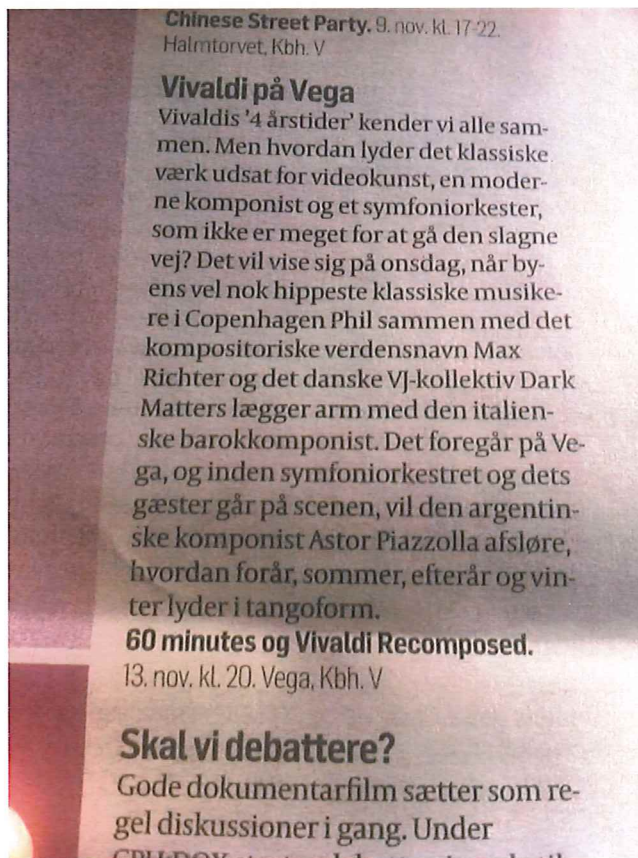 Chinese Street Party. 9. nov. kl. 17-22.
Halmtorvet, Kbh. V
Vivaldi på Vega
Vivaldis '4 årstider' kender vi alle sam-
men. Men hvordan lyder det klassiske
værk udsat for videokunst, en moder-
ne komponist og et symfoniorkester,
som ikke er meget for at gå den slagne
vej? Det vil vise sig på onsdag, når by-
ens vel nok hippeste klassiske musike-
re i Copenhagen Phil sammen med det
kompositoriske verdensnavn Max
Richter og det danske VJ-kollektiv Dark
Matters lægger arm med den italien-
ske barokkomponist. Det foregår på Ve-
ga, og inden symfoniorkestret og dets
gæster går på scenen, vil den argentin-
ske komponist Astor Piazzolla afsløre,
hvordan forår, sommer, efterår og vin-
ter lyder i tangoform.
60 minutes og Vivaldi Recomposed.
13. nov. kl. 20. Vega, Kbh. V
Skal vi debattere?
Gode dokumentarfilm sætter som re-
gel diskussioner i gang. Under